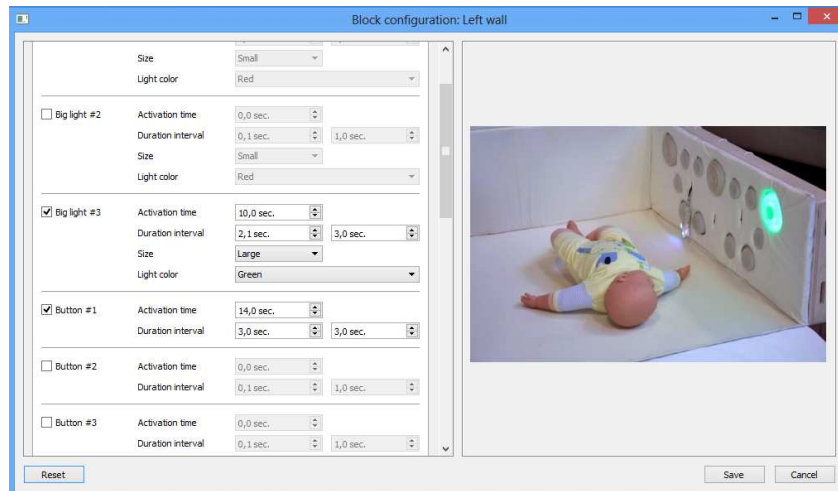 Block configuration: Left wall
Size Small
Light color Red
Big light #2 Activation time 0,0 sec.
Duration interval 0,1 sec. 1,0 sec.
Size Small
Light color Red
Big light #3 Activation time 10,0 sec.
Duration interval 2,1 sec. 3,0 sec.
Size Large
Light color Green
Button #1 Activation time 14,0 sec.
Duration interval 3,0 sec. 3,0 sec.
Button #2 Activation time 0,0 sec.
Duration interval 0,1 sec. 1,0 sec.
Button #3 Activation time 0,0 sec.
Duration interval 0,1 sec. 1,0 sec.
Reset Save Cancel